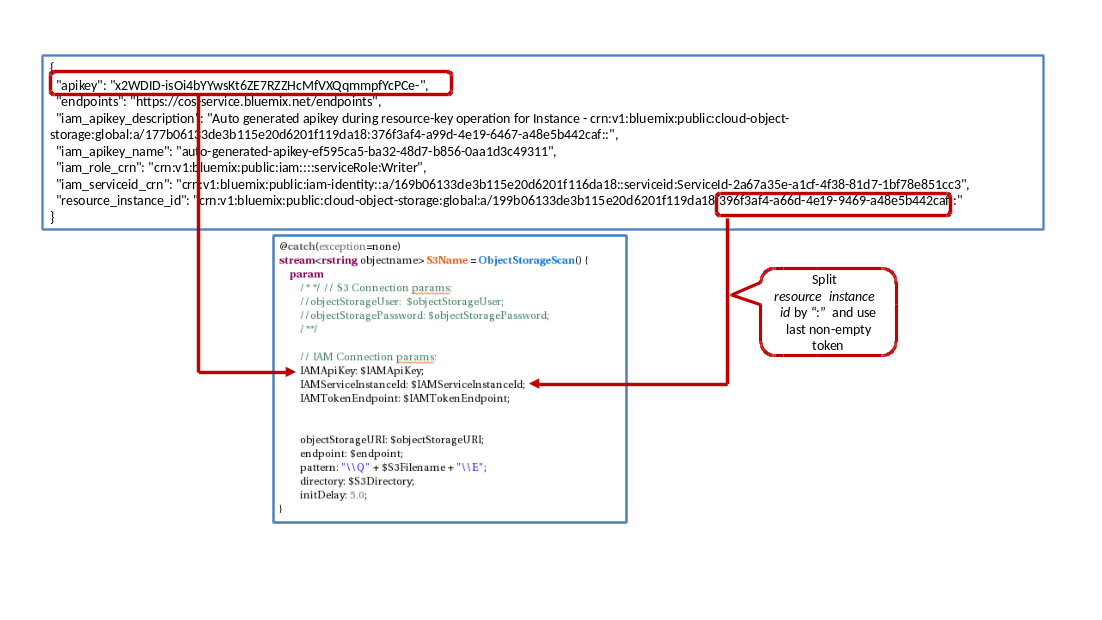 {
"apikey": "x2WDID-isOi4bYYwsKt6ZE7RZZHcMfVXQqmmpfYcPCe-",
"endpoints": "https://cos-service.bluemix.net/endpoints",
"iam_apikey_description": "Auto generated apikey during resource-key operation for Instance - crn:v1:bluemix:public:cloud-object-
storage:global:a/177b06133de3b115e20d6201f119da18:376f3af4-a99d-4e19-6467-a48e5b442caf::",
"iam_apikey_name": "auto-generated-apikey-ef595ca5-ba32-48d7-b856-0aa1d3c49311",
"iam_role_crn": "crn:v1:bluemix:public:iam::::serviceRole:Writer",
"iam_serviceid_crn": "crn:v1:bluemix:public:iam-identity::a/169b06133de3b115e20d6201f116da18::serviceid:ServiceId-2a67a35e-a1cf-4f38-81d7-1bf78e851cc3",
"resource_instance_id": "crn:v1:bluemix:public:cloud-object-storage:global:a/199b06133de3b115e20d6201f119da18:396f3af4-a66d-4e19-9469-a48e5b442caf::"
}
@catch(exception=none)
stream<rstring objectname> S3Name = ObjectStorageScan() {
param
/**/ // S3 Connection params:
//objectStorageUser: $objectStorageUser;
//objectStoragePassword: $objectStoragePassword;
/**/
// IAM Connection params:
IAMApiKey: $IAMApiKey;
IAMServiceInstanceId: $IAMServiceInstanceId;
IAMTokenEndpoint: $IAMTokenEndpoint;
objectStorageURI: $objectStorageURI;
endpoint: $endpoint;
pattern: "\\Q" + $S3Filename + "\\E";
directory: $S3Directory;
initDelay: 5.0;
}
Split
resource instance
id by “:” and use
last non-empty
token